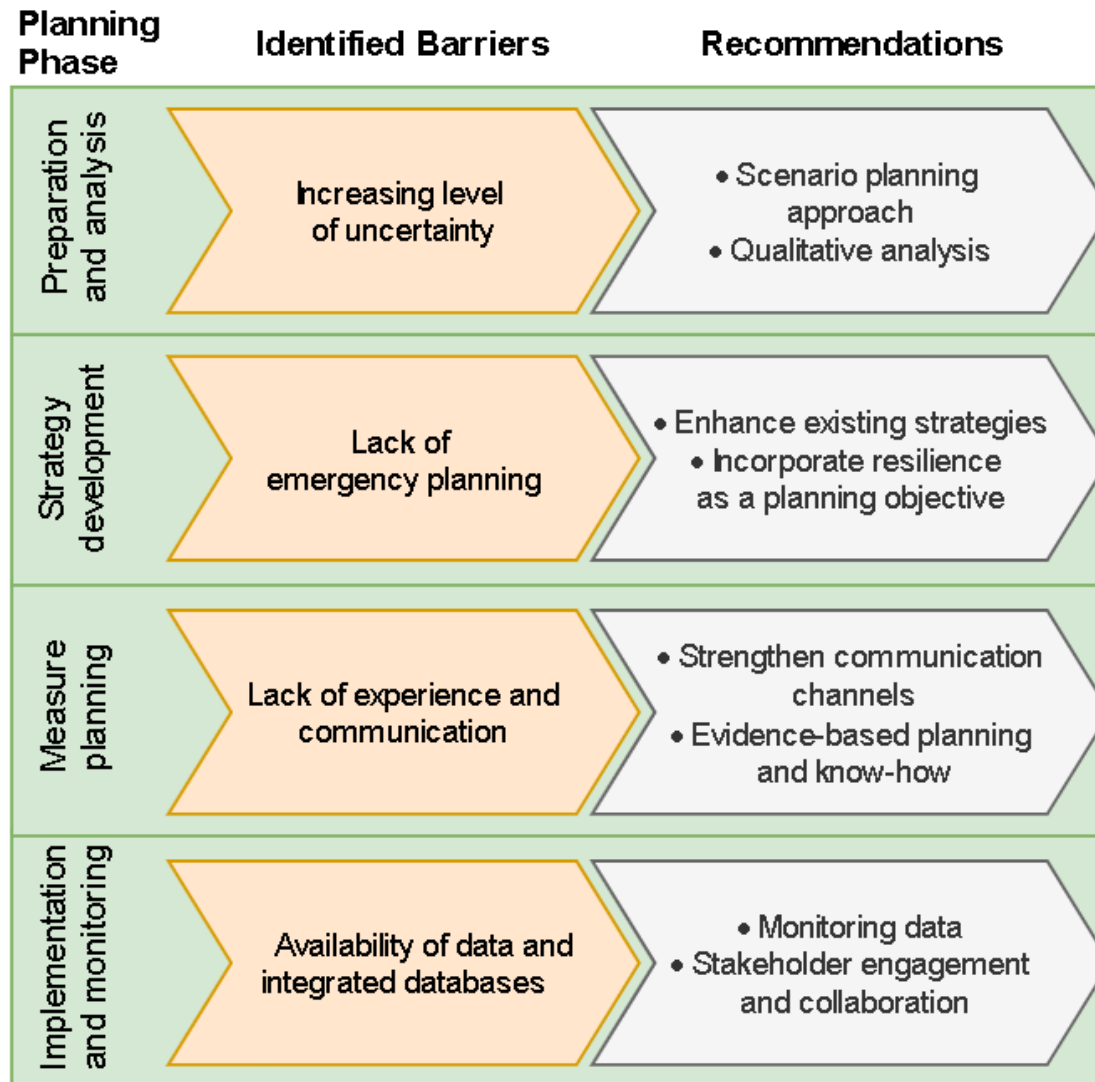 Planning
Phase
Identified Barriers
Recommendations
Preparation
and analysis
Increasing level
of uncertainty
• Scenario planning
approach
• Qualitative analysis
Strategy
development
Lack of
emergency planning
• Enhance existing strategies
• Incorporate resilience
as a planning objective
Measure
planning
Lack of experience and
communication
• Strengthen communication
channels
• Evidence-based planning
and know-how
Implementation
and monitoring
Availability of data and
integrated databases
• Monitoring data
• Stakeholder engagement
and collaboration